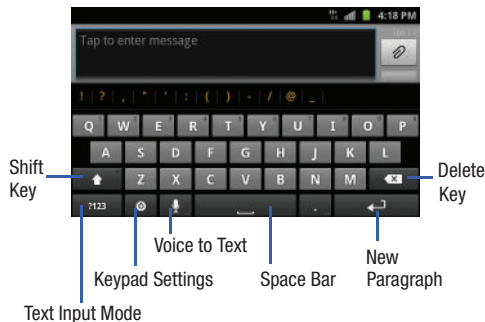 4:18 PM
Tap to enter message
! ? , " ' : ( ) - / @ _
Q W E R T Y U I O P
A S D F G H J K L
Z X C V B N M
?123 .
Shift
Key
Delete
Key
Voice to Text
New
Paragraph
Keypad Settings
Space Bar
Text Input Mode